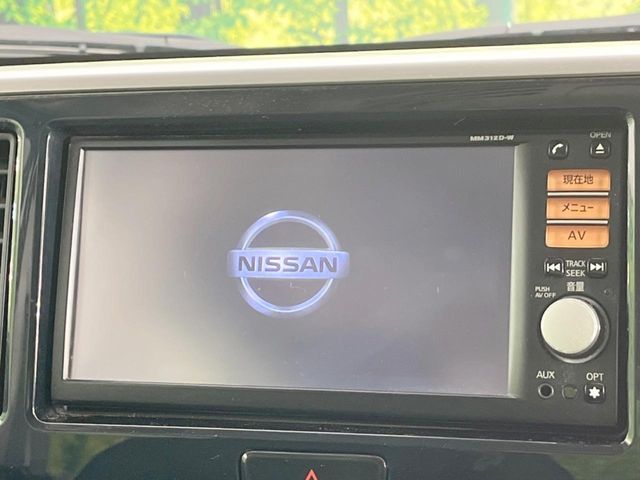 MM312D-W
OPEN
現在地
メニュー
AV
TRACK
SEEK
音量
PUSH
AV OFF
AUX
OPT
NISSAN